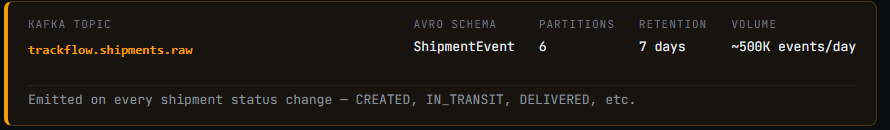 KAFKA TOPIC AVRO SCHEMA PARTITIONS RETENTION VOLUME
trackflow.shipments.raw ShipmentEvent 6 7 days ~500K events/day
Emitted on every shipment status change — CREATED, IN_TRANSIT, DELIVERED, etc.